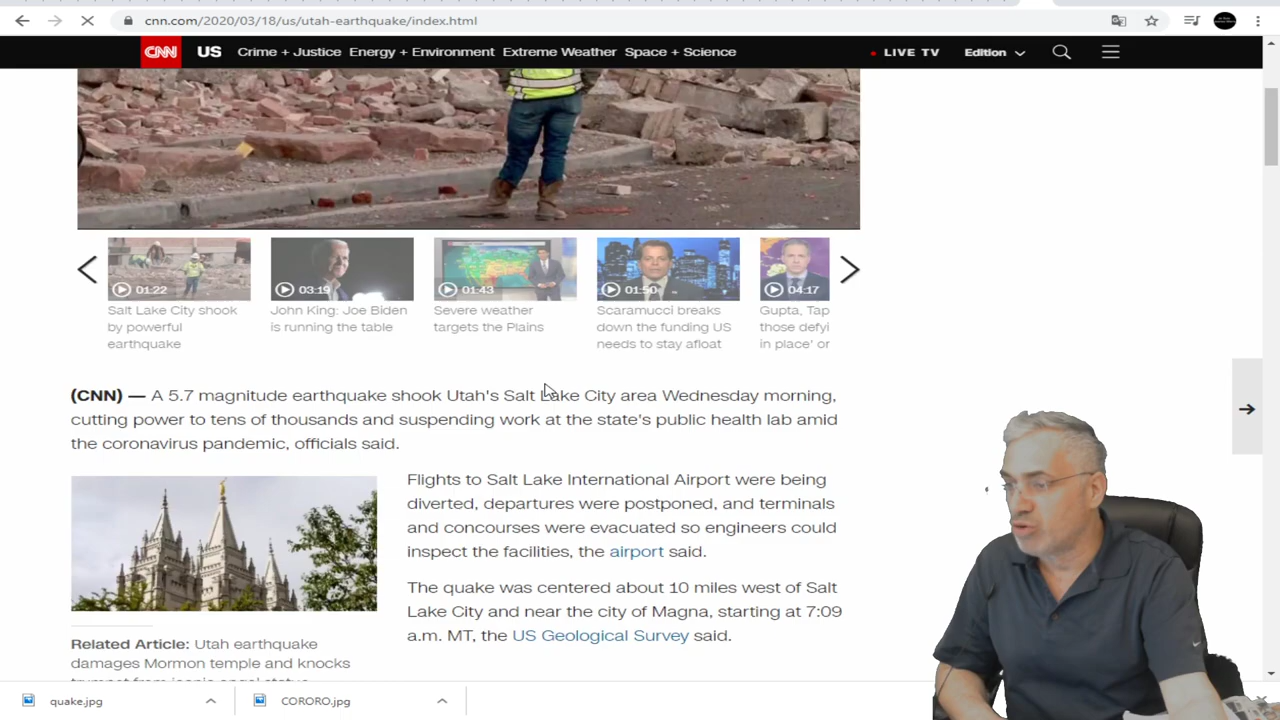 cnn.com/2020/03/18/us/utah-earthquake/index.html
CNN US Crime + Justice Energy + Environment Extreme Weather Space + Science LIVE TV Edition
01:22
03:19
01:43
01:50
04:17
Salt Lake City shook
by powerful
earthquake
John King: Joe Biden
is running the table
Severe weather
targets the Plains
Scaramucci breaks
down the funding US
needs to stay afloat
Gupta, Tap
those defyi
in place' or
(CNN) — A 5.7 magnitude earthquake shook Utah's Salt Lake City area Wednesday morning,
cutting power to tens of thousands and suspending work at the state's public health lab amid
the coronavirus pandemic, officials said.
Flights to Salt Lake International Airport were being
diverted, departures were postponed, and terminals
and concourses were evacuated so engineers could
inspect the facilities, the airport said.
The quake was centered about 10 miles west of Salt
Lake City and near the city of Magna, starting at 7:09
a.m. MT, the US Geological Survey said.
Related Article: Utah earthquake
damages Mormon temple and knocks
quake.jpg
CORORO.jpg